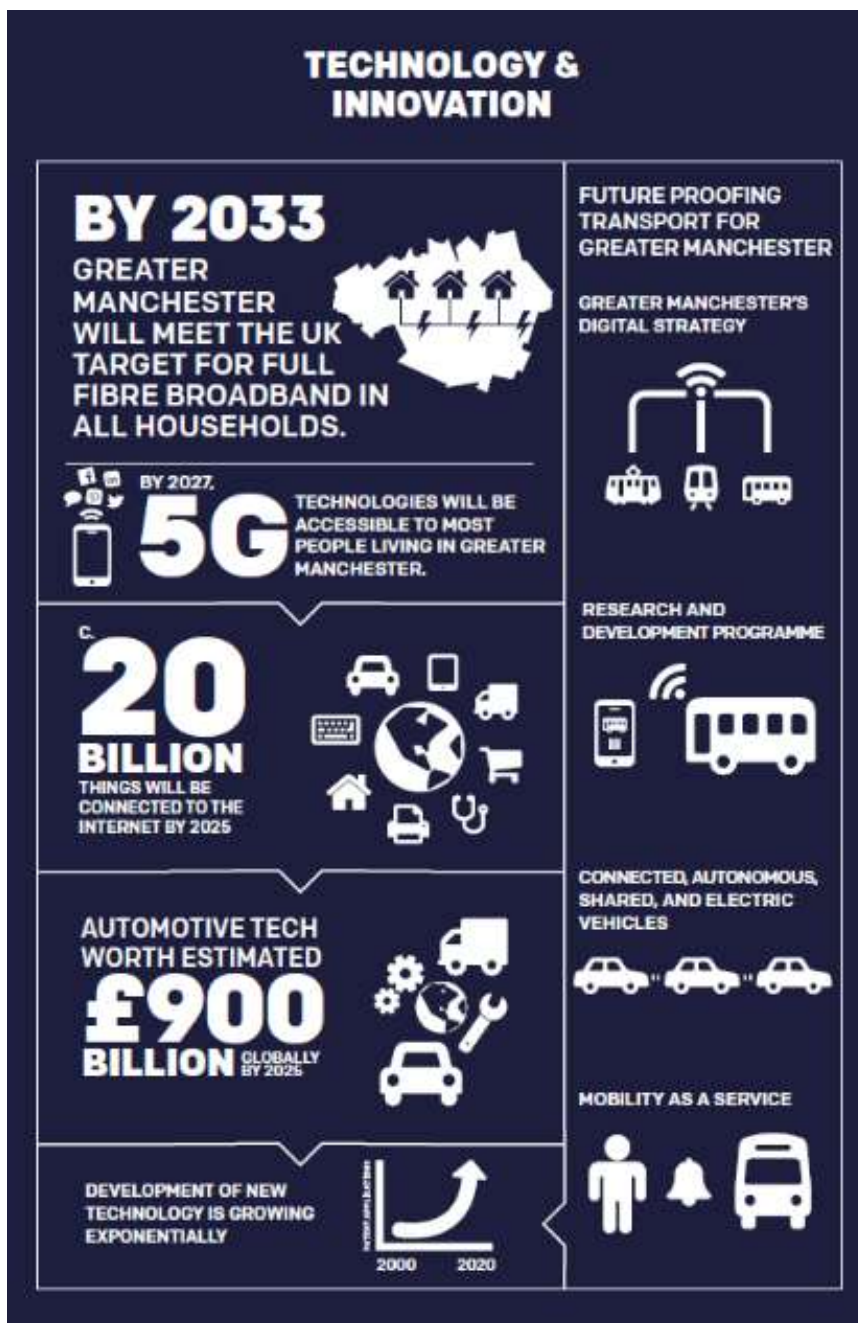 TECHNOLOGY &
INNOVATION
BY 2033
GREATER
MANCHESTER
WILL MEET THE UK
TARGET FOR FULL
FIBRE BROADBAND IN
ALL HOUSEHOLDS.
BY 2027,
5G
TECHNOLOGIES WILL BE
ACCESSIBLE TO MOST
PEOPLE LIVING IN GREATER
MANCHESTER.
C.
20
BILLION
THINGS WILL BE
CONNECTED TO THE
INTERNET BY 2025
AUTOMOTIVE TECH
WORTH ESTIMATED
£900
BILLION GLOBALLY
BY 2025
DEVELOPMENT OF NEW
TECHNOLOGY IS GROWING
EXPONENTIALLY
PATENT APPLICATIONS
2000 2020
FUTURE PROOFING
TRANSPORT FOR
GREATER MANCHESTER
GREATER MANCHESTER'S
DIGITAL STRATEGY
RESEARCH AND
DEVELOPMENT PROGRAMME
CONNECTED, AUTONOMOUS,
SHARED, AND ELECTRIC
VEHICLES
MOBILITY AS A SERVICE